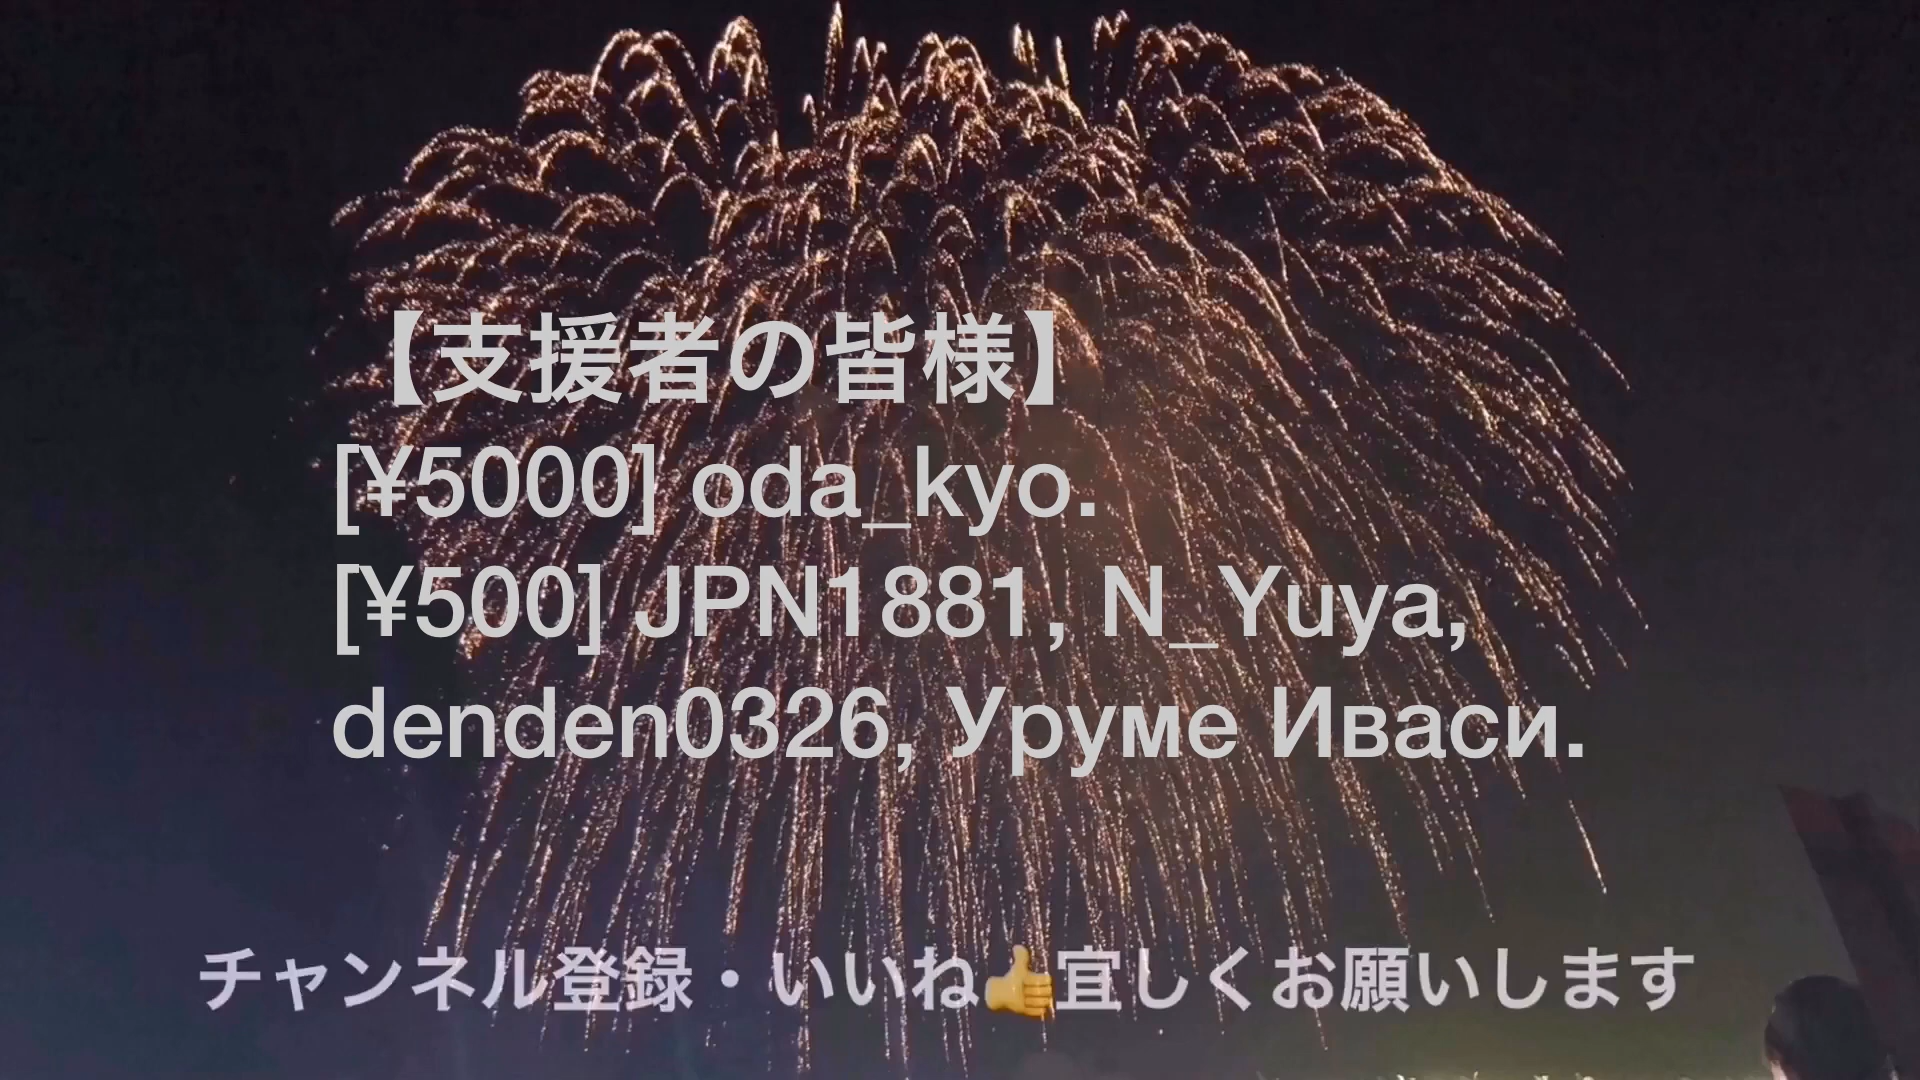 【支援者の皆様】
[¥5000] oda_kyo.
[¥500] JPN1881, N_Yuya,
denden0326, Уруме Иваси.
チャンネル登録・いいね👍宜しくお願いします